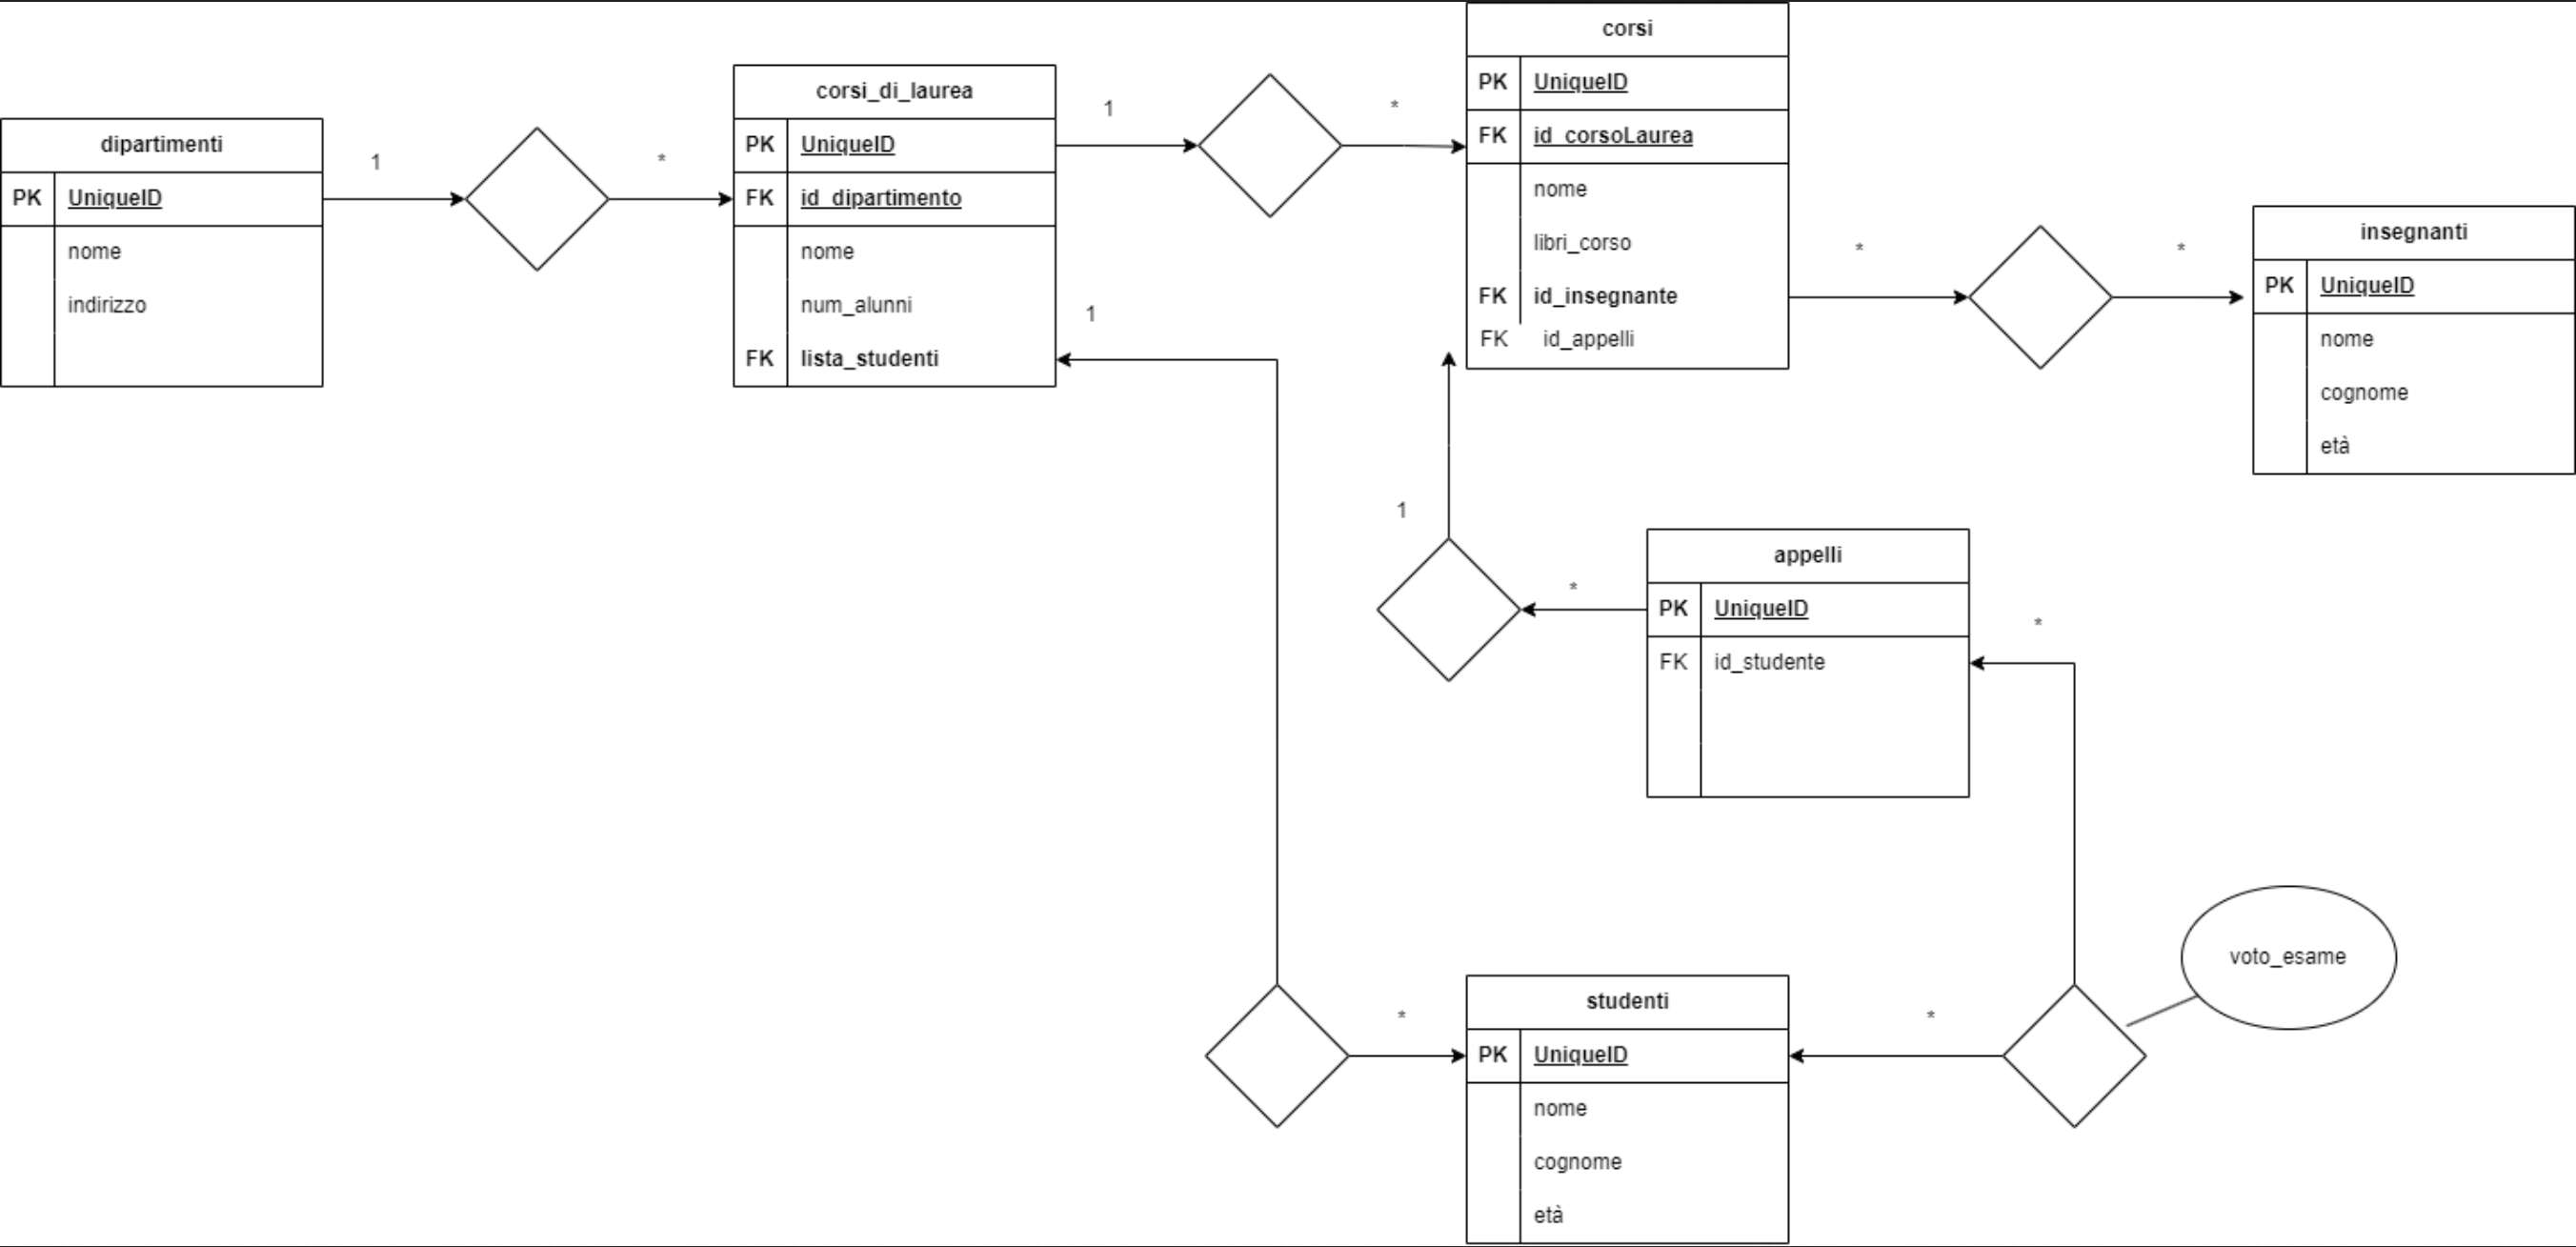 dipartimenti
PK UniqueID
nome
indirizzo
1
*
corsi_di_laurea
PK UniqueID
FK id_dipartimento
nome
num_alunni
FK lista_studenti
1
*
1
corsi
PK UniqueID
FK id_corsoLaurea
nome
libri_corso
FK id_insegnante
FK id_appelli
*
*
insegnanti
PK UniqueID
nome
cognome
età
1
*
appelli
PK UniqueID
FK id_studente
*
*
studenti
PK UniqueID
nome
cognome
età
*
voto_esame